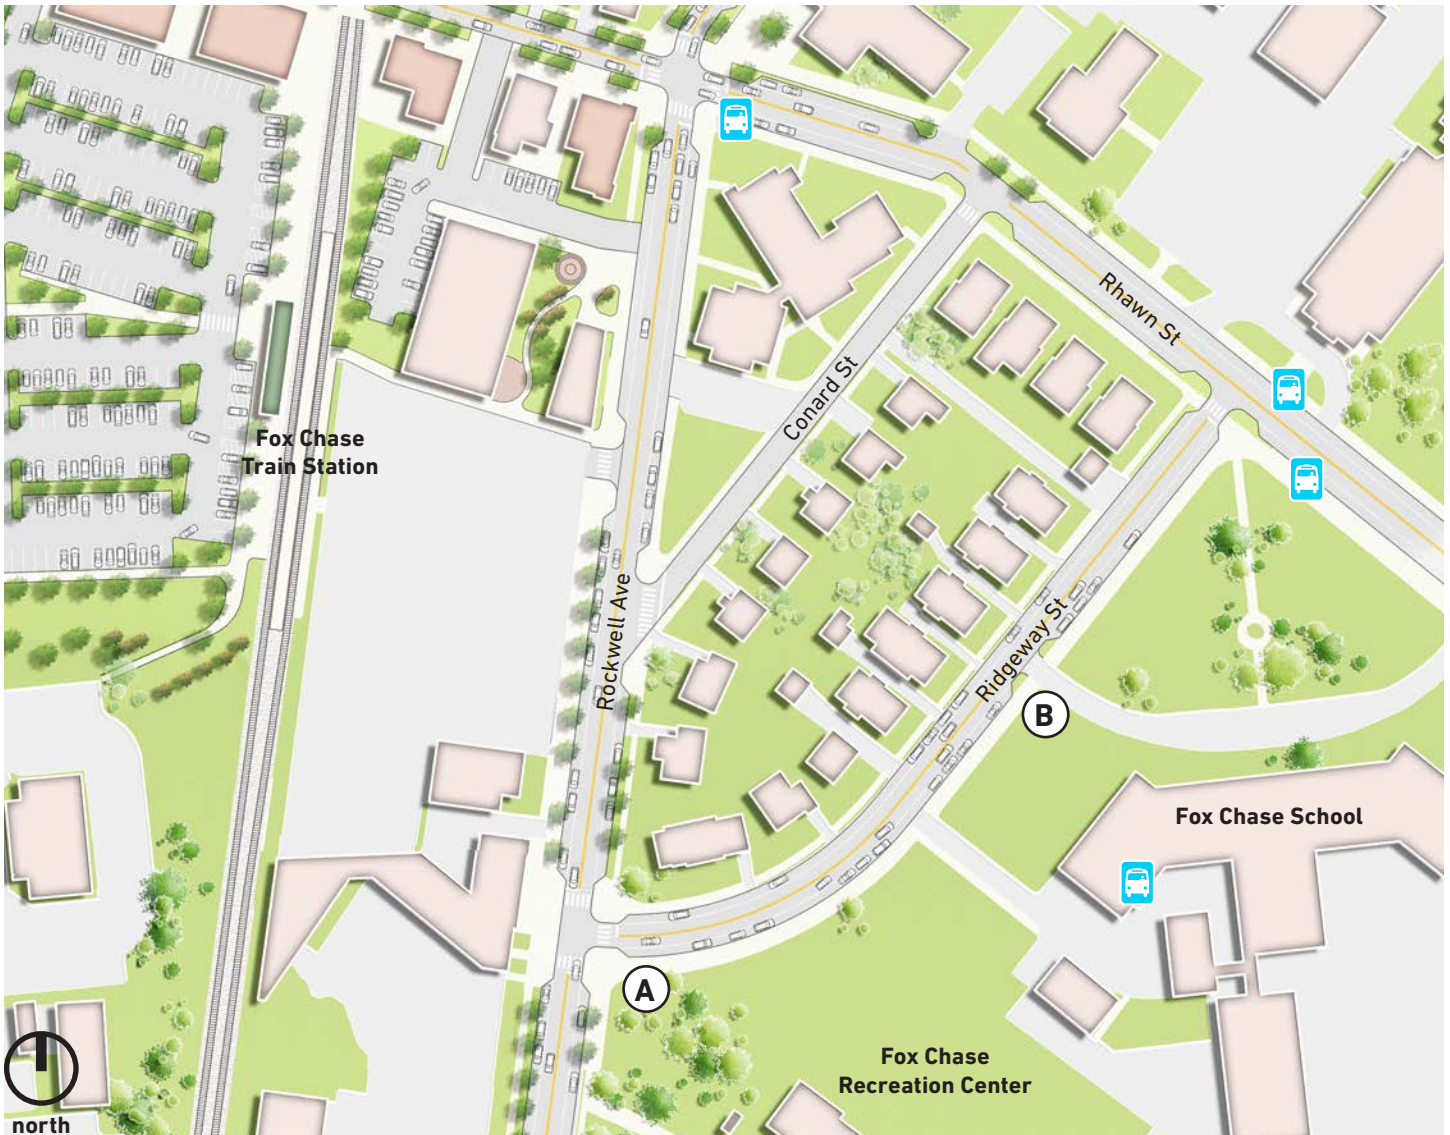 Rhawn St
Conard St
Fox Chase
Train Station
Rockwell Ave
Ridgeway St
B
Fox Chase School
A
Fox Chase
Recreation Center
north